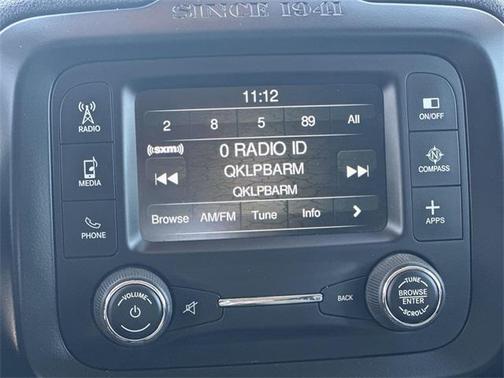 SINCE 1941
11:12
2 8 5 89 All
RADIO
ON/OFF
((sxm)) 0 RADIO ID
QKLPBARM
MEDIA
COMPASS
QKLPBARM
Browse AM/FM Tune Info
PHONE
APPS
VOLUME
BACK
TUNE
BROWSE
ENTER
SCROLL